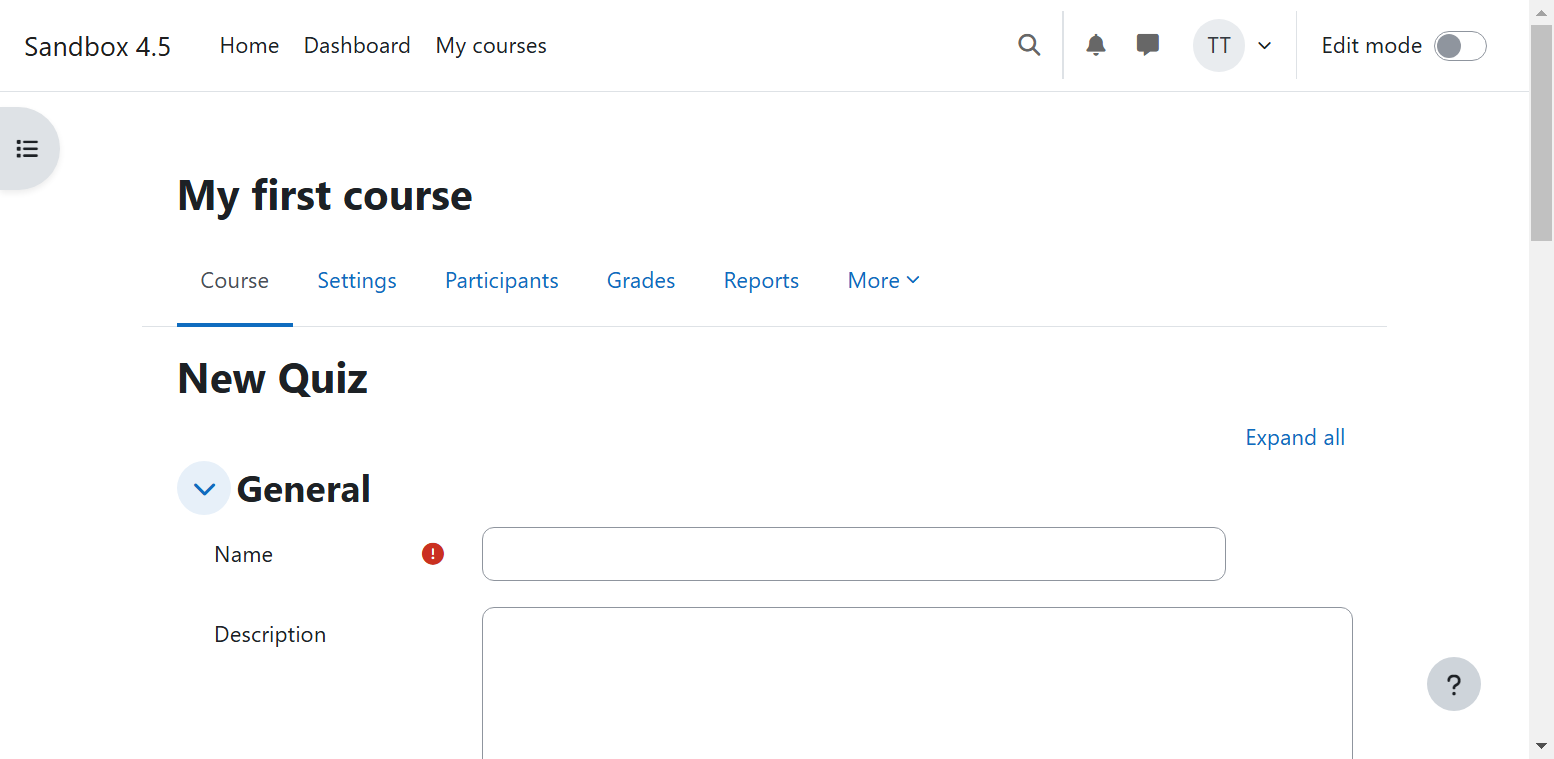 Sandbox 4.5 Home Dashboard My courses TT Edit mode
My first course
Course Settings Participants Grades Reports More
New Quiz
Expand all
General
Name
Description
?